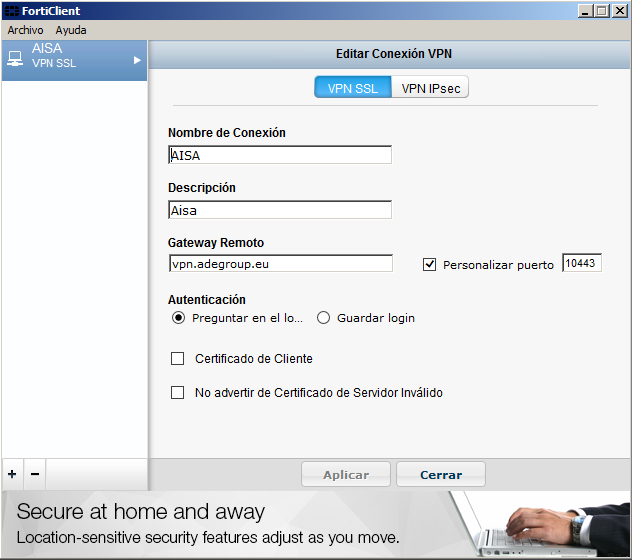 FortiClient
Archivo Ayuda
AISA
VPN SSL
Editar Conexión VPN
VPN SSL VPN IPsec
Nombre de Conexión
AISA
Descripción
Aisa
Gateway Remoto
vpn.adegroup.eu Personalizar puerto 10443
Autenticación
Preguntar en el lo... Guardar login
Certificado de Cliente
No advertir de Certificado de Servidor Inválido
+ -
Aplicar Cerrar
Secure at home and away
Location-sensitive security features adjust as you move.